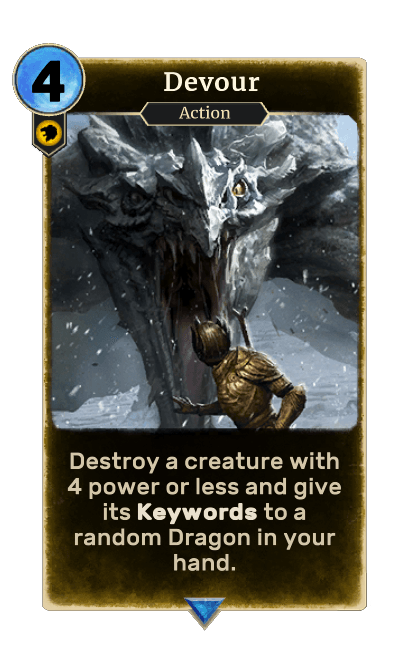 4
Devour
Action
Destroy a creature with
4 power or less and give
its Keywords to a
random Dragon in your
hand.